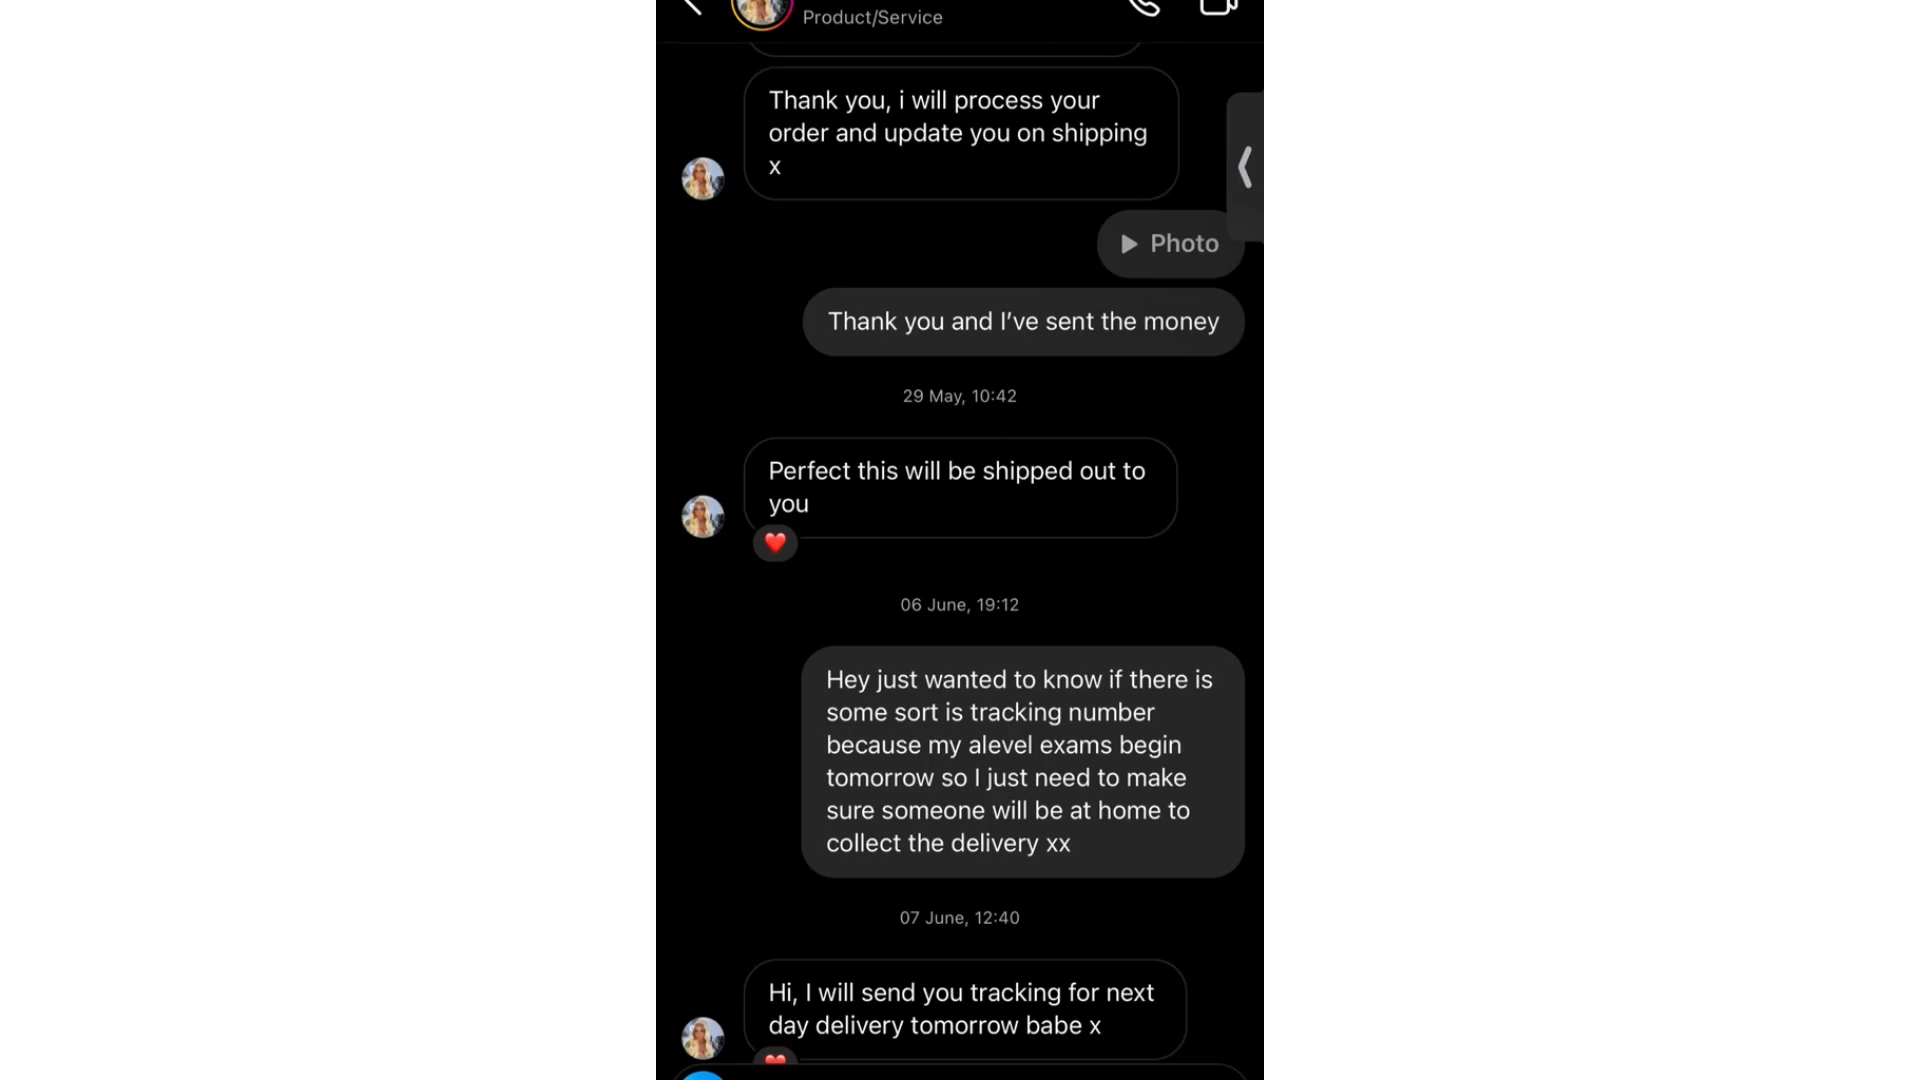 Product/Service
Thank you, i will process your
order and update you on shipping
x
Photo
Thank you and I’ve sent the money
29 May, 10:42
Perfect this will be shipped out to
you
06 June, 19:12
Hey just wanted to know if there is
some sort is tracking number
because my alevel exams begin
tomorrow so I just need to make
sure someone will be at home to
collect the delivery xx
07 June, 12:40
Hi, I will send you tracking for next
day delivery tomorrow babe x